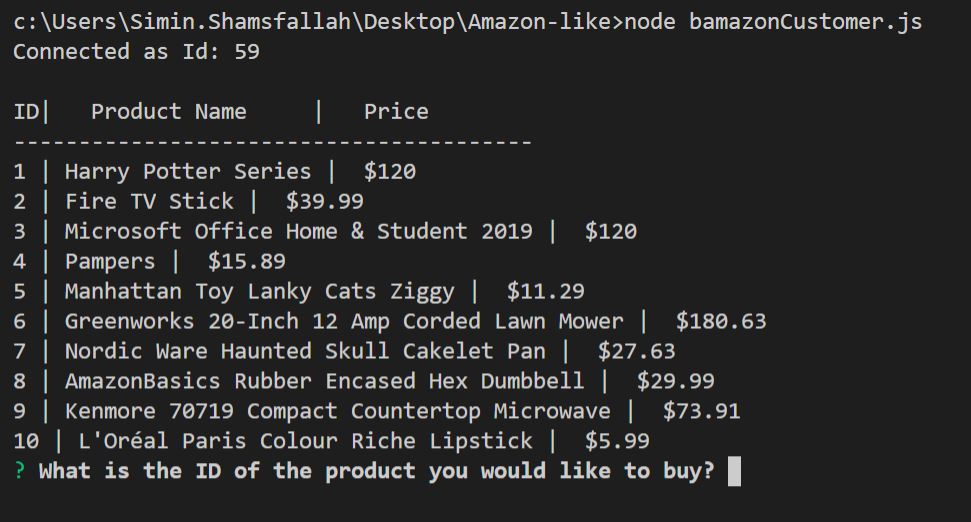 c:\Users\Simin.Shamsfallah\Desktop\Amazon-like>node bamazonCustomer.js
Connected as Id: 59
ID|   Product Name     |   Price
----------------------------------------
1 | Harry Potter Series |  $120
2 | Fire TV Stick |  $39.99
3 | Microsoft Office Home & Student 2019 |  $120
4 | Pampers |  $15.89
5 | Manhattan Toy Lanky Cats Ziggy |  $11.29
6 | Greenworks 20-Inch 12 Amp Corded Lawn Mower |  $180.63
7 | Nordic Ware Haunted Skull Cakelet Pan |  $27.63
8 | AmazonBasics Rubber Encased Hex Dumbbell |  $29.99
9 | Kenmore 70719 Compact Countertop Microwave |  $73.91
10 | L'Oréal Paris Colour Riche Lipstick |  $5.99
? What is the ID of the product you would like to buy?